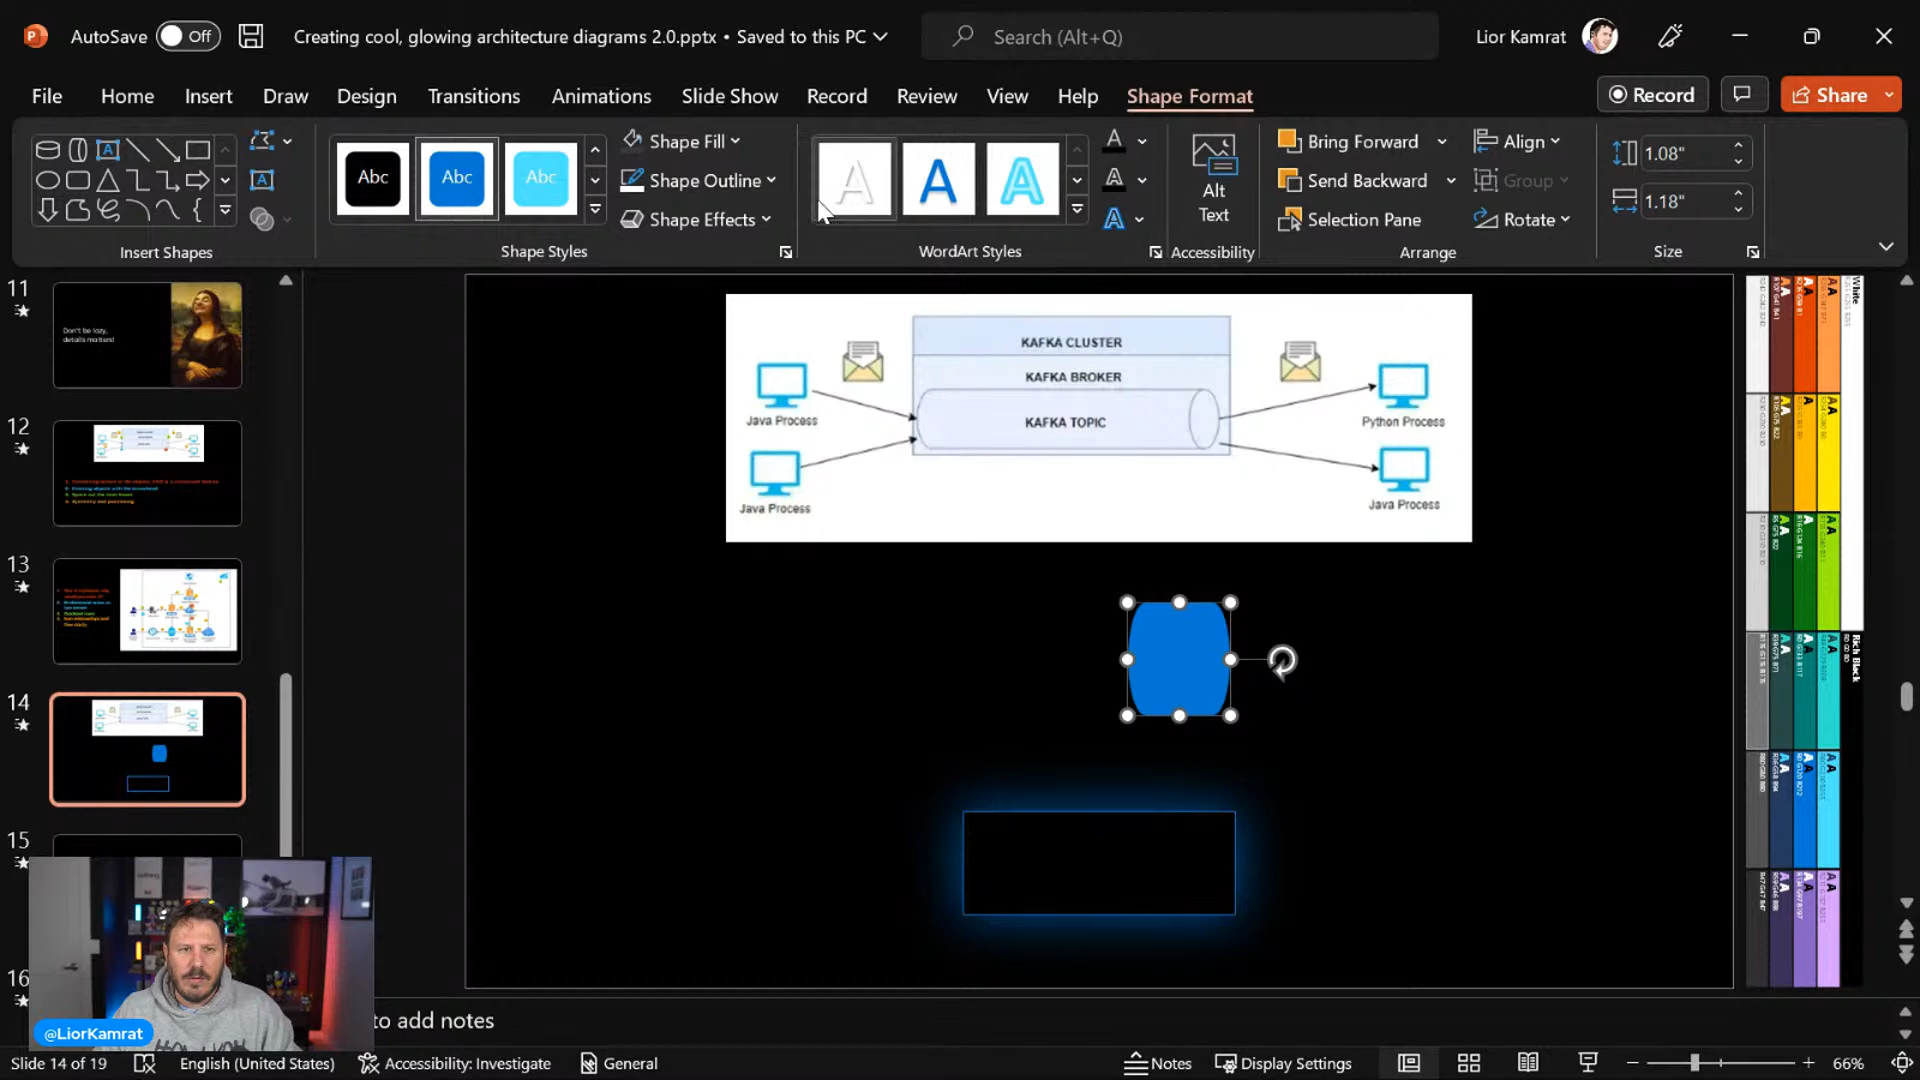 AutoSave Off Creating cool, glowing architecture diagrams 2.0.pptx • Saved to this PC Search (Alt+Q) Lior Kamrat
File Home Insert Draw Design Transitions Animations Slide Show Record Review View Help Shape Format Record Share
Abc Abc Abc
Shape Fill
Shape Outline
Shape Effects
A A A
Alt
Text
Bring Forward
Send Backward
Selection Pane
Align
Group
Rotate
1.08"
1.18"
Insert Shapes Shape Styles WordArt Styles Accessibility Arrange Size
11
Don't be lazy,
details matters!
12
13
14
15
16
KAFKA CLUSTER
KAFKA BROKER
KAFKA TOPIC
Java Process
Java Process
Python Process
Java Process
White
Rich Black
@LiorKamrat
to add notes
Slide 14 of 19 English (United States) Accessibility: Investigate General Notes Display Settings 66%